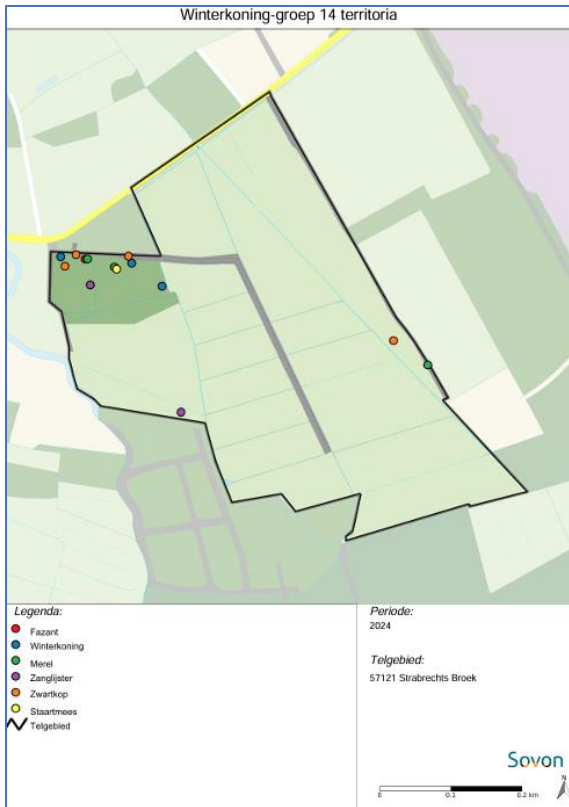 Winterkoning-groep 14 territoria
Legenda:
Fazant
Winterkoning
Merel
Zanglijster
Zwartkop
Staartmees
Telgebied
Periode:
2024
Telgebied:
57121 Strabrechts Broek
Sovon
N
0 0.1 0.2 km